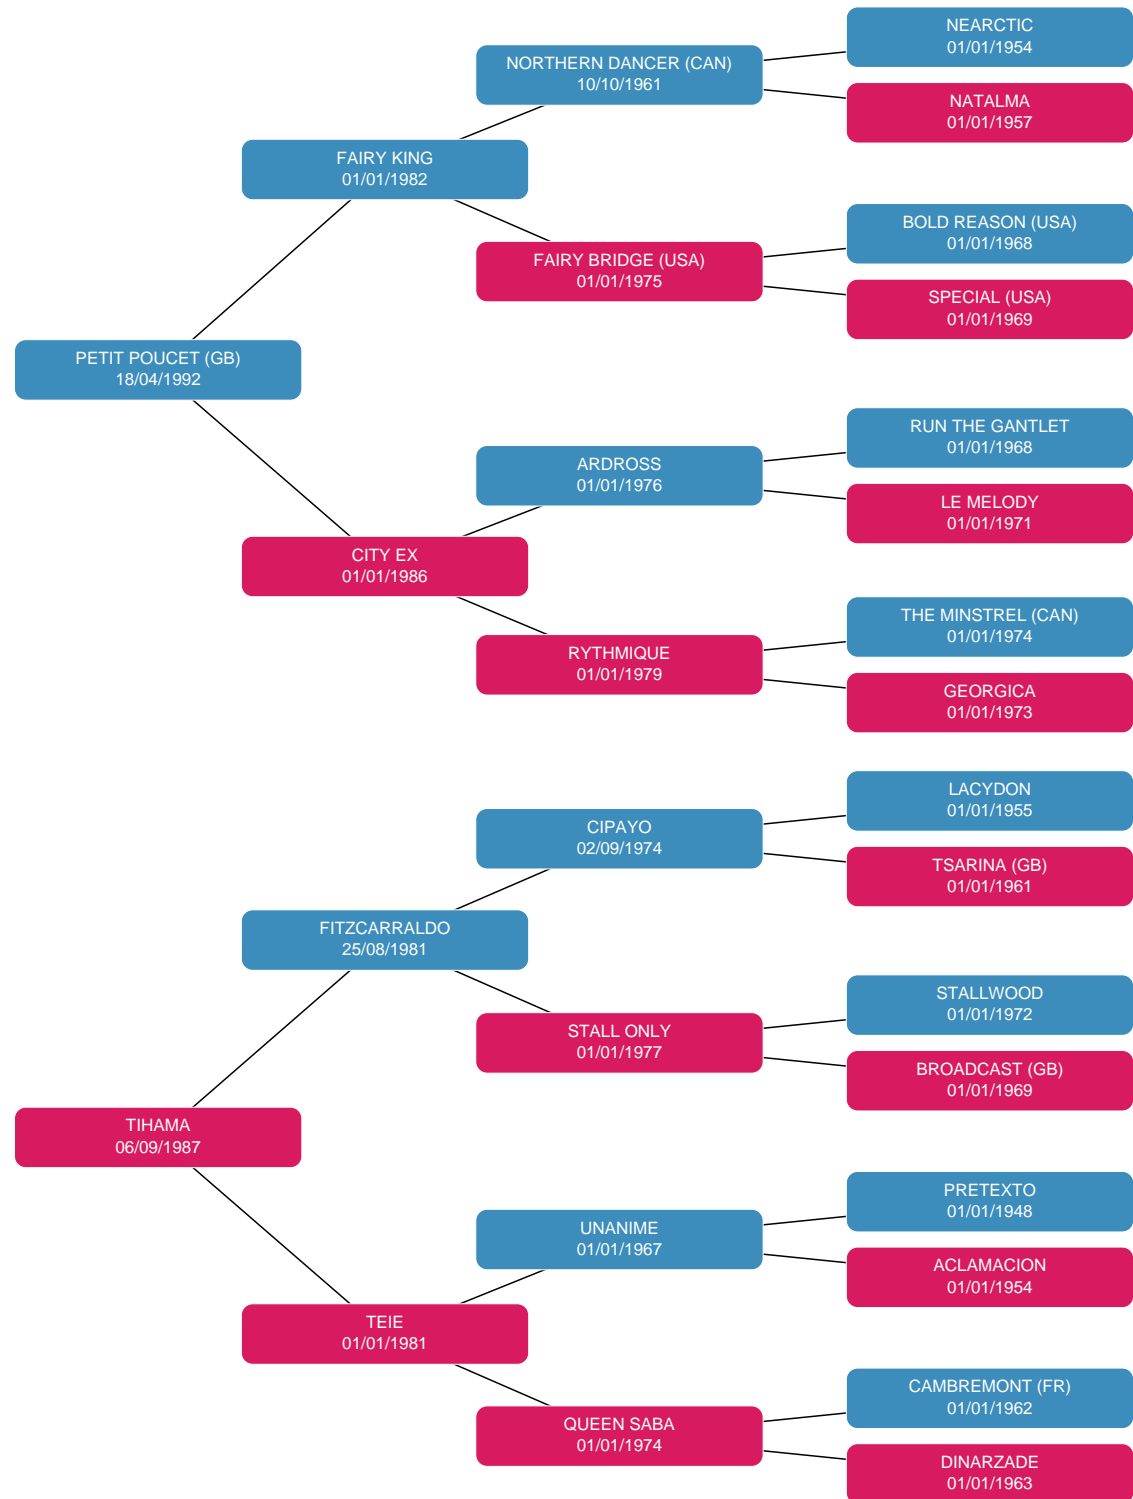 NEARCTIC
01/01/1954
NORTHERN DANCER (CAN)
10/10/1961
NATALMA
01/01/1957
FAIRY KING
01/01/1982
BOLD REASON (USA)
01/01/1968
FAIRY BRIDGE (USA)
01/01/1975
SPECIAL (USA)
01/01/1969
PETIT POUCET (GB)
18/04/1992
RUN THE GANTLET
01/01/1968
ARDROSS
01/01/1976
LE MELODY
01/01/1971
CITY EX
01/01/1986
THE MINSTREL (CAN)
01/01/1974
RYTHMIQUE
01/01/1979
GEORGICA
01/01/1973
LACYDON
01/01/1955
CIPAYO
02/09/1974
TSARINA (GB)
01/01/1961
FITZCARRALDO
25/08/1981
STALLWOOD
01/01/1972
STALL ONLY
01/01/1977
BROADCAST (GB)
01/01/1969
TIHAMA
06/09/1987
PRETEXTO
01/01/1948
UNANIME
01/01/1967
ACLAMACION
01/01/1954
TEIE
01/01/1981
CAMBREMONT (FR)
01/01/1962
QUEEN SABA
01/01/1974
DINARZADE
01/01/1963